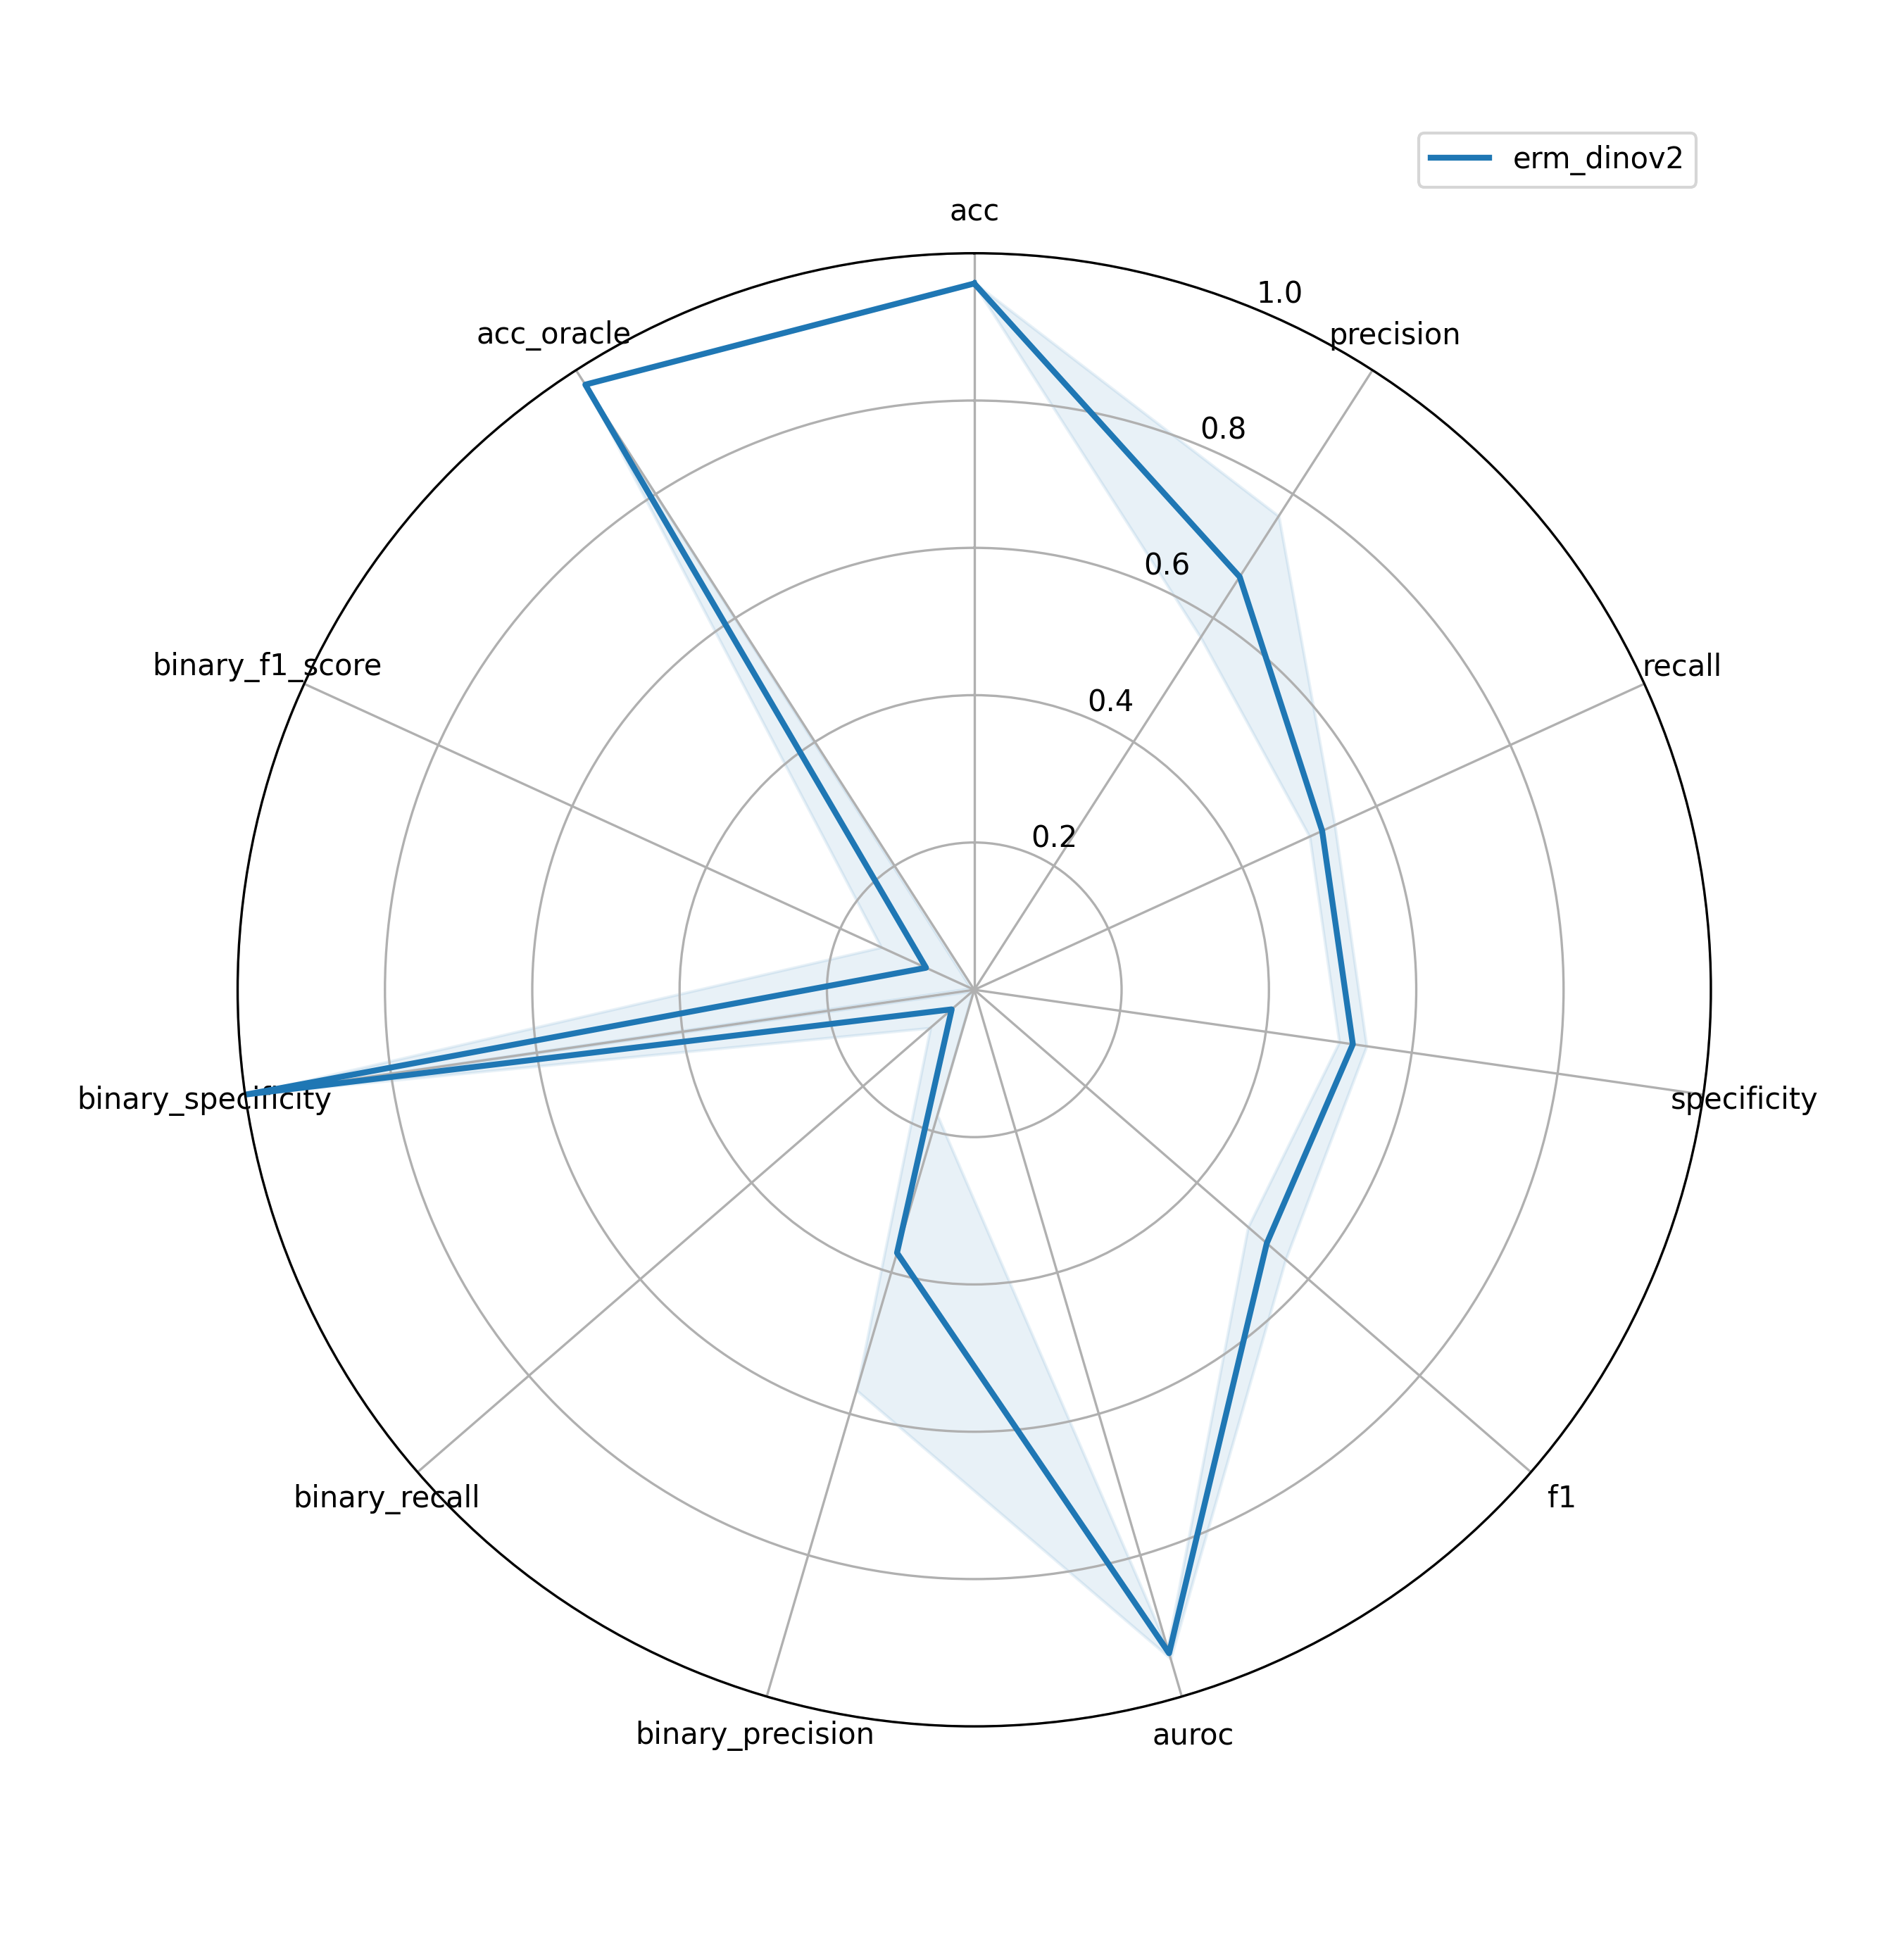 erm_dinov2
acc
1.0
acc_oracle
precision
0.8
0.6
binary_f1_score
recall
0.4
0.2
binary_specificity
specificity
binary_recall
f1
binary_precision
auroc